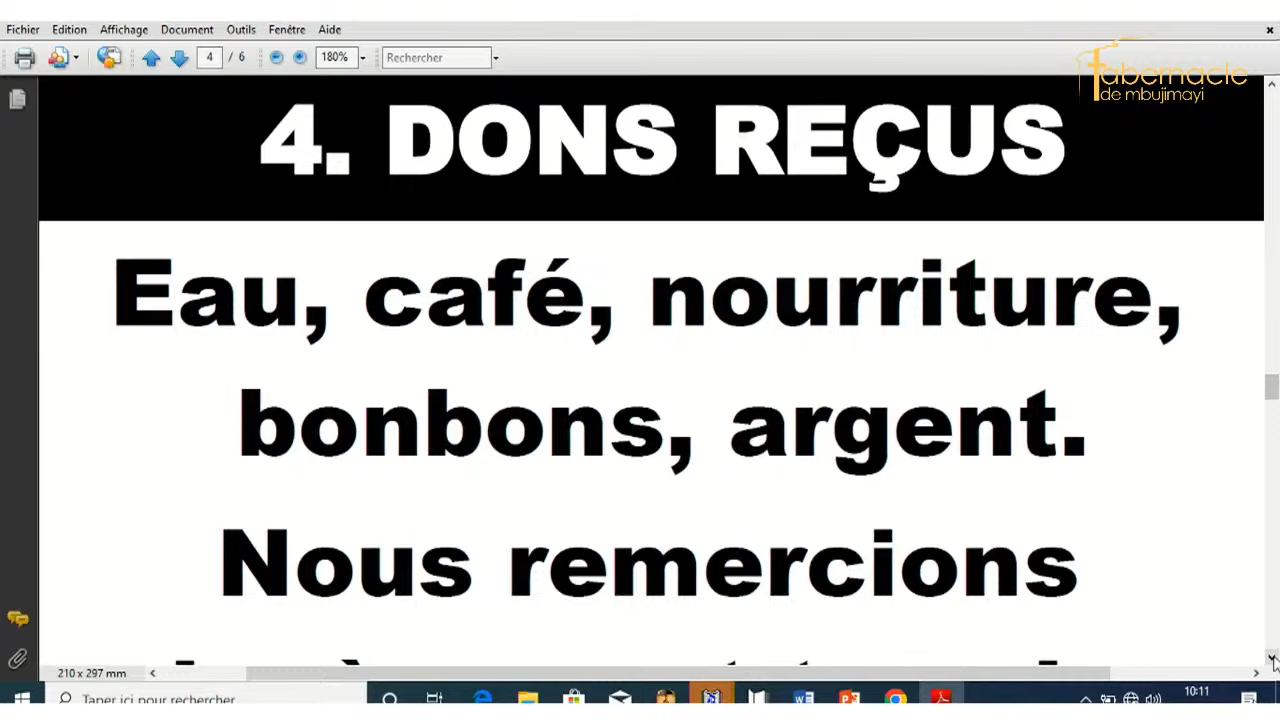 Fichier Edition Affichage Document Outils Fenêtre Aide
4 / 6 180% Rechercher
tabernacle
de mbujimayi
4. DONS REÇUS
Eau, café, nourriture,
bonbons, argent.
Nous remercions
210 x 297 mm
Taper ici pour rechercher
10:11